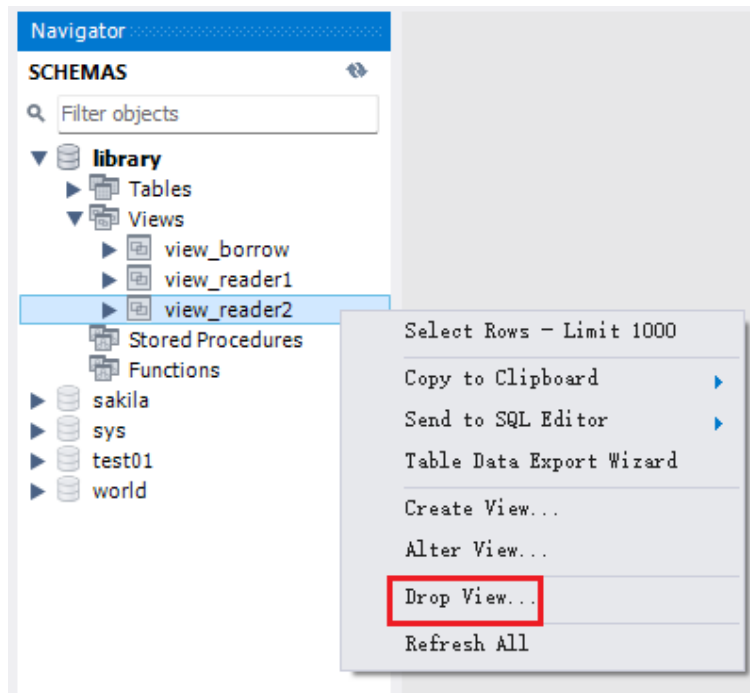 Navigator
SCHEMAS
Filter objects
library
Tables
Views
view_borrow
view_reader1
view_reader2
Stored Procedures
Functions
sakila
sys
test01
world
Select Rows - Limit 1000
Copy to Clipboard
Send to SQL Editor
Table Data Export Wizard
Create View...
Alter View...
Drop View...
Refresh All